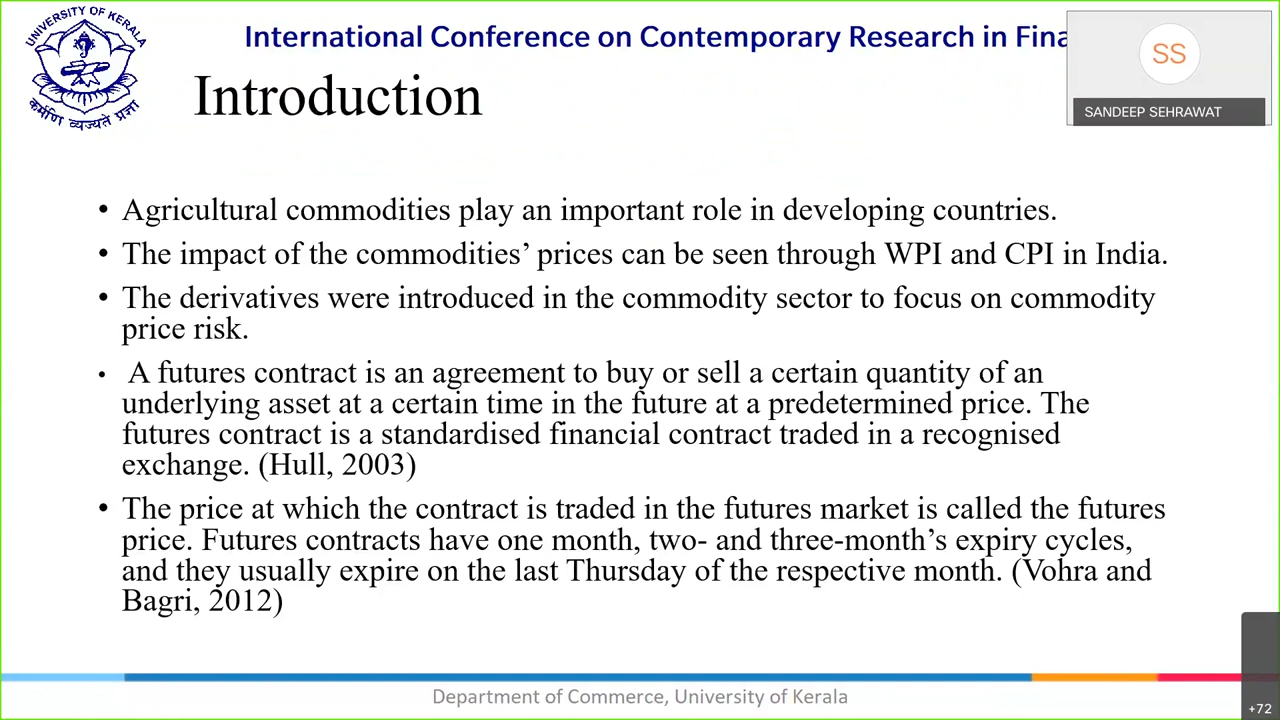 UNIVERSITY OF KERALA
कर्मणि व्यज्यते प्रज्ञा
International Conference on Contemporary Research in Fina
SS
SANDEEP SEHRAWAT
Introduction
• Agricultural commodities play an important role in developing countries.
• The impact of the commodities’ prices can be seen through WPI and CPI in India.
• The derivatives were introduced in the commodity sector to focus on commodity
price risk.
• A futures contract is an agreement to buy or sell a certain quantity of an
underlying asset at a certain time in the future at a predetermined price. The
futures contract is a standardised financial contract traded in a recognised
exchange. (Hull, 2003)
• The price at which the contract is traded in the futures market is called the futures
price. Futures contracts have one month, two- and three-month’s expiry cycles,
and they usually expire on the last Thursday of the respective month. (Vohra and
Bagri, 2012)
Department of Commerce, University of Kerala
+72